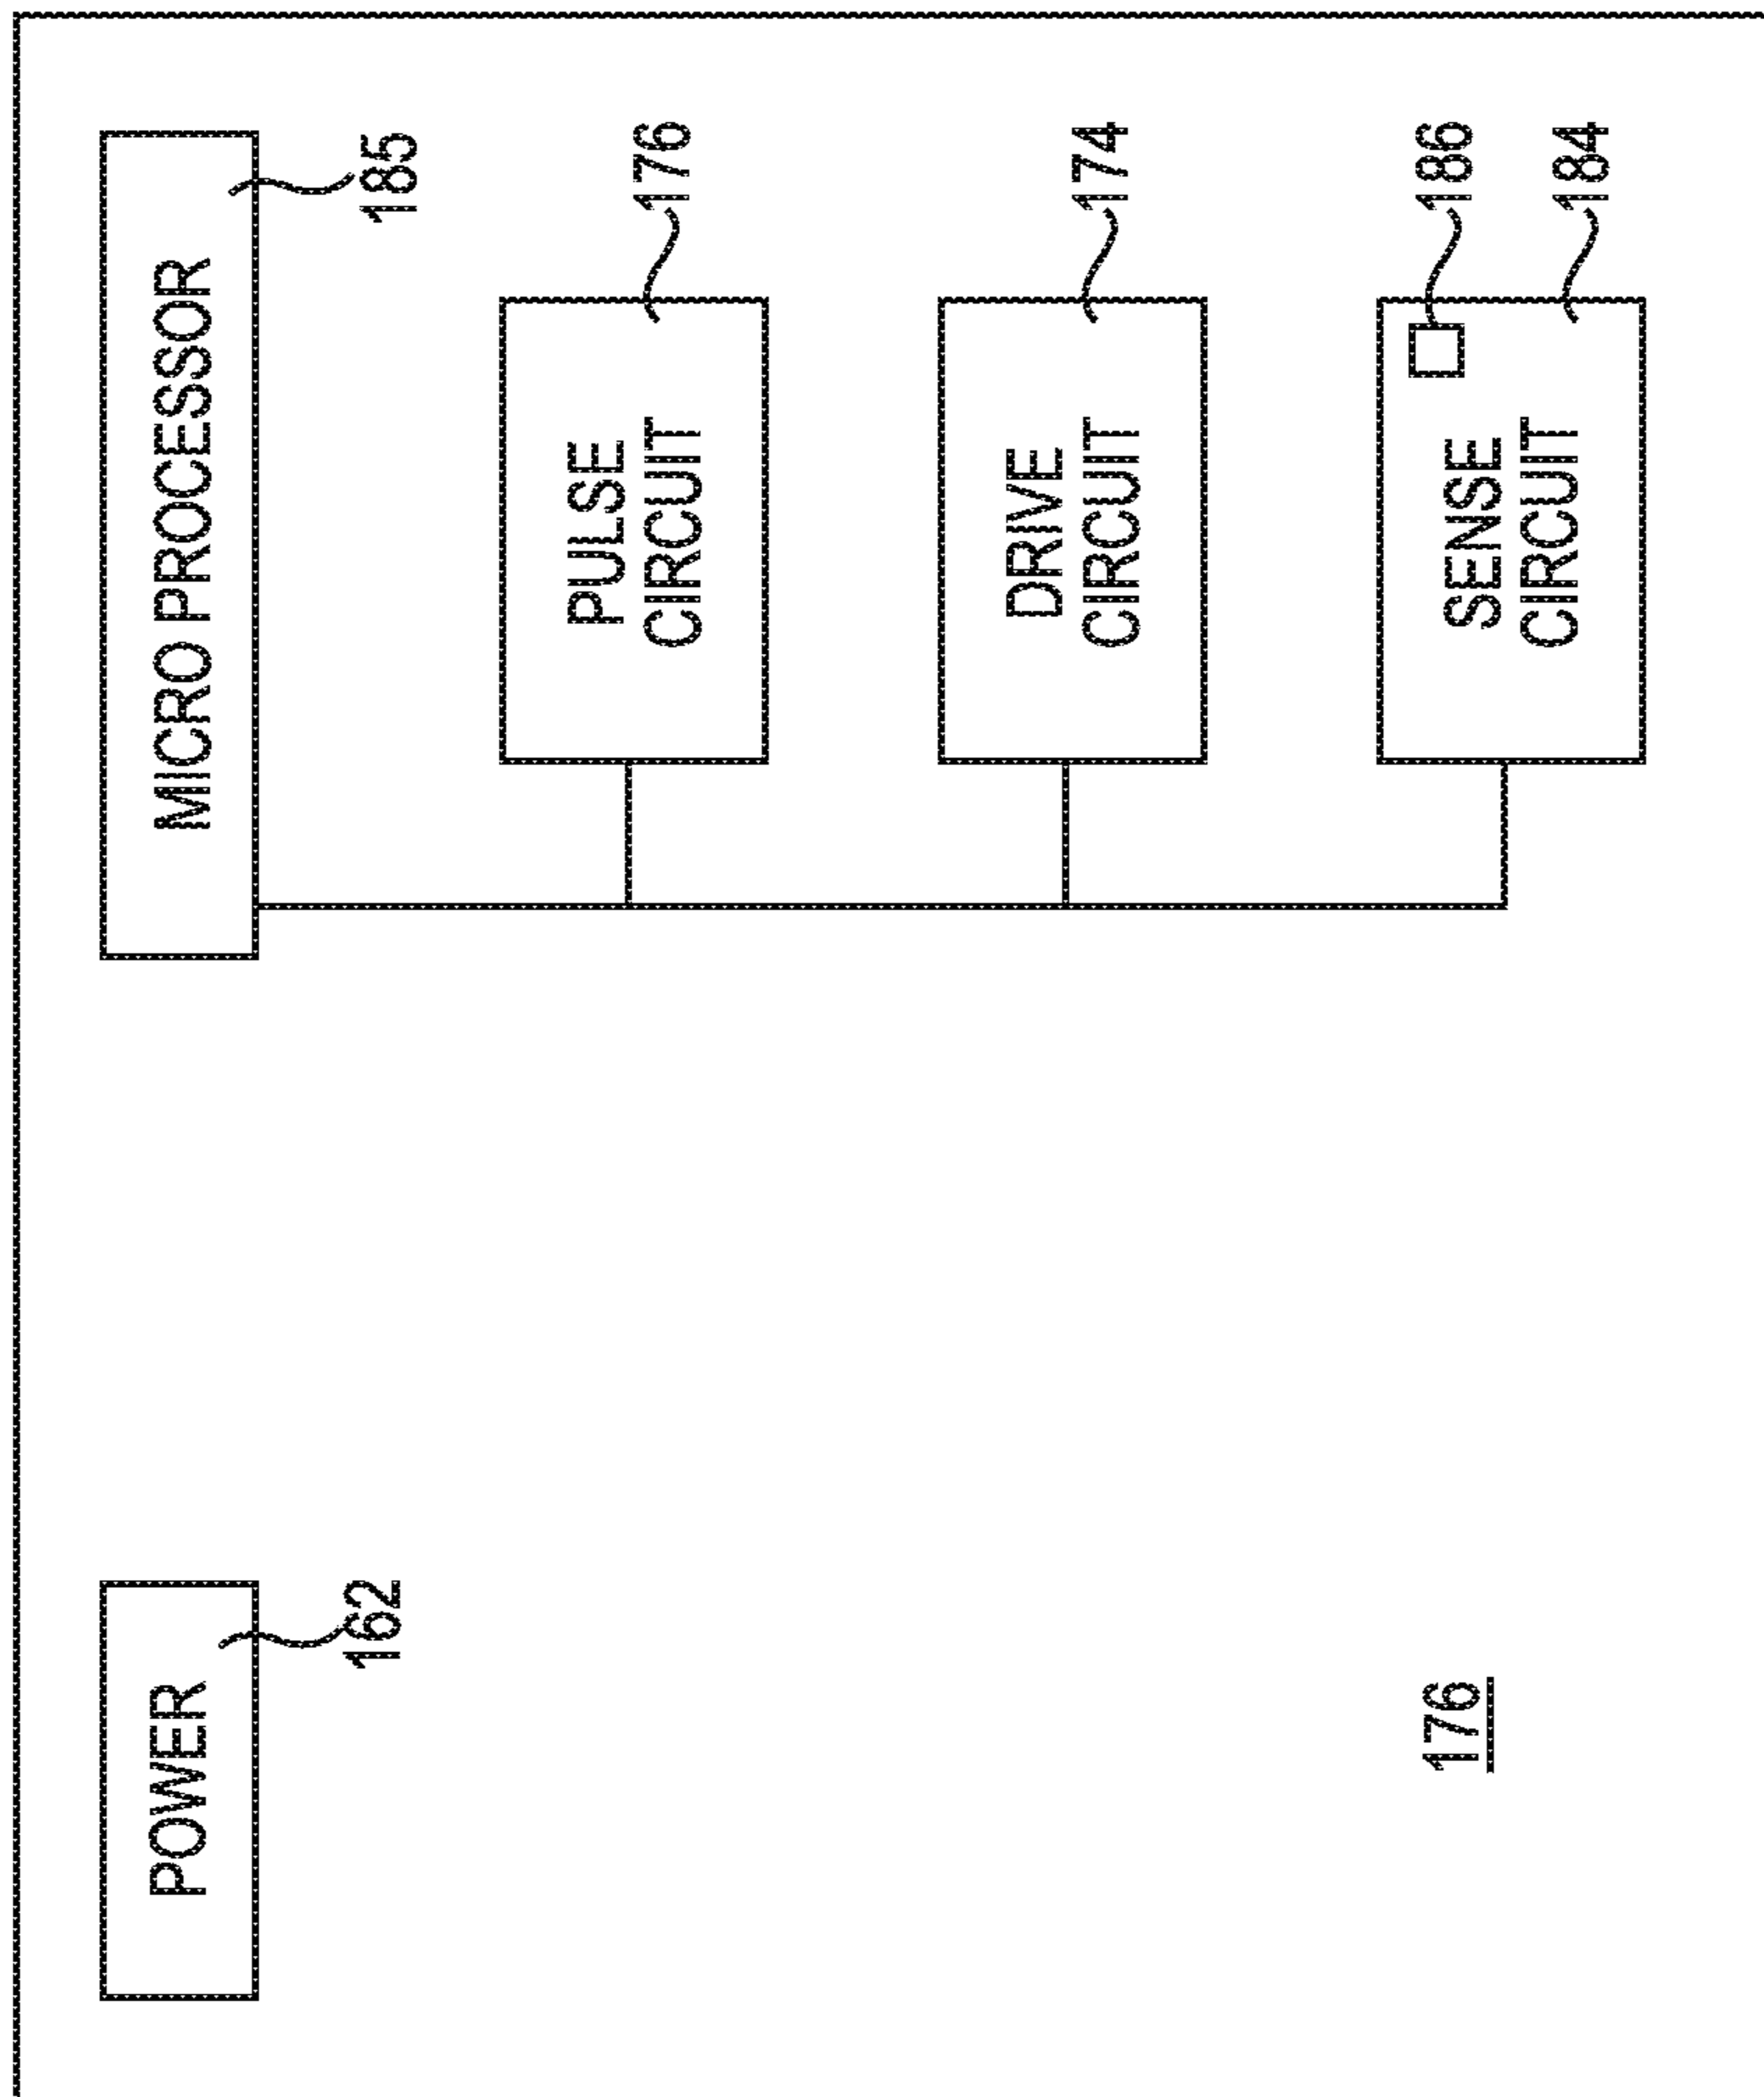 POWER
162
MICRO PROCESSOR
185
PULSE
CIRCUIT
176
DRIVE
CIRCUIT
174
SENSE
CIRCUIT
186
184
176